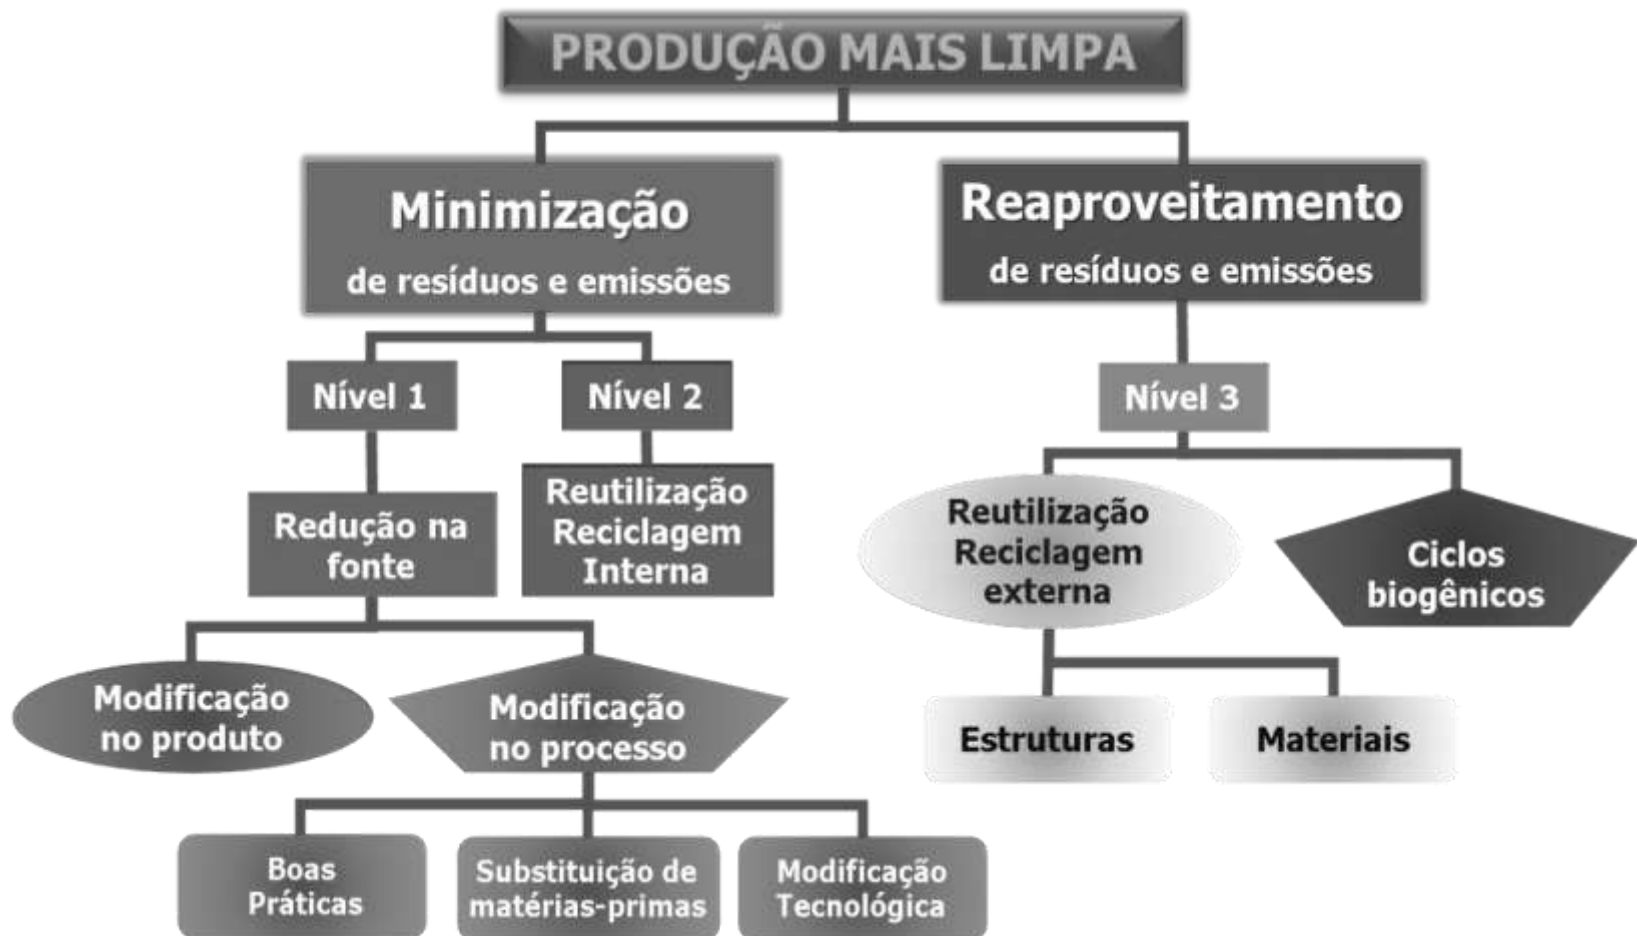 PRODUÇÃO MAIS LIMPA
Minimização
de resíduos e emissões
Reaproveitamento
de resíduos e emissões
Nível 1
Nível 2
Nível 3
Redução na
fonte
Reutilização
Reciclagem
Interna
Reutilização
Reciclagem
externa
Ciclos
biogênicos
Modificação
no produto
Modificação
no processo
Estruturas
Materiais
Boas
Práticas
Substituição de
matérias-primas
Modificação
Tecnológica